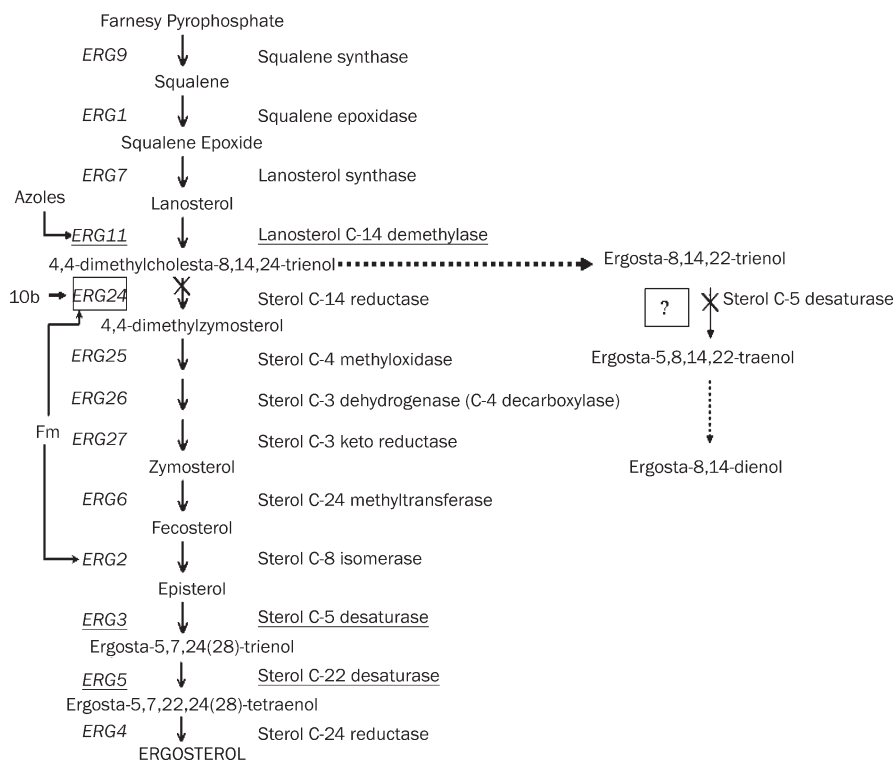 Farnesy Pyrophosphate
ERG9 Squalene synthase
Squalene
ERG1 Squalene epoxidase
Squalene Epoxide
ERG7 Lanosterol synthase
Azoles
Lanosterol
ERG11 Lanosterol C-14 demethylase
4,4-dimethylcholesta-8,14,24-trienol Ergosta-8,14,22-trienol
10b ERG24 Sterol C-14 reductase ? Sterol C-5 desaturase
4,4-dimethylzymosterol
ERG25 Sterol C-4 methyloxidase Ergosta-5,8,14,22-traenol
ERG26 Sterol C-3 dehydrogenase (C-4 decarboxylase)
Fm
ERG27 Sterol C-3 keto reductase
Zymosterol Ergosta-8,14-dienol
ERG6 Sterol C-24 methyltransferase
Fecosterol
ERG2 Sterol C-8 isomerase
Episterol
ERG3 Sterol C-5 desaturase
Ergosta-5,7,24(28)-trienol
ERG5 Sterol C-22 desaturase
Ergosta-5,7,22,24(28)-tetraenol
ERG4 Sterol C-24 reductase
ERGOSTEROL